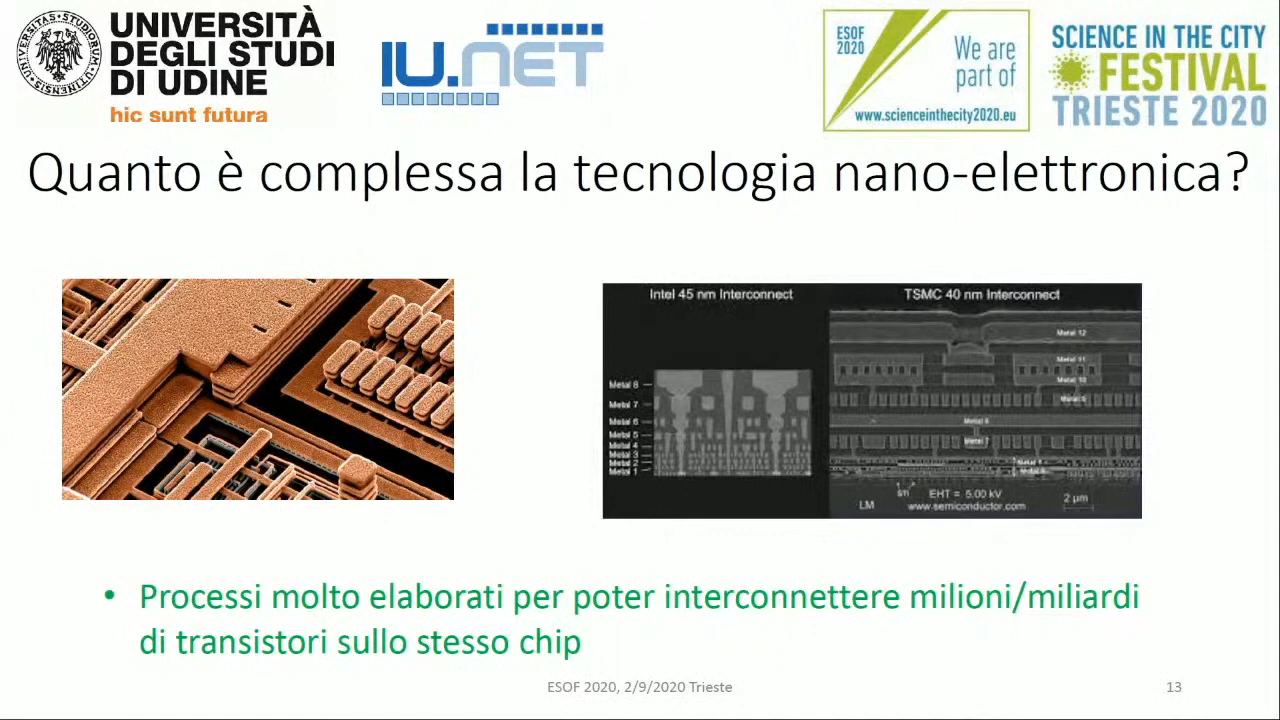 UNIVERSITÀ
DEGLI STUDI
DI UDINE
hic sunt futura
IU.NET
ESOF
2020
We are
part of
www.scienceinthecity2020.eu
SCIENCE IN THE CITY
FESTIVAL
TRIESTE 2020
Quanto è complessa la tecnologia nano-elettronica?
Intel 45 nm Interconnect
TSMC 40 nm Interconnect
Metal 8
Metal 7
Metal 6
Metal 5
Metal 4
Metal 3
Metal 2
Metal 1
Metal 12
Metal 11
Metal 10
Metal 7
LM
EHT = 5.00 kV
www.semiconductor.com
2 µm
• Processi molto elaborati per poter interconnettere milioni/miliardi
di transistori sullo stesso chip
ESOF 2020, 2/9/2020 Trieste
13